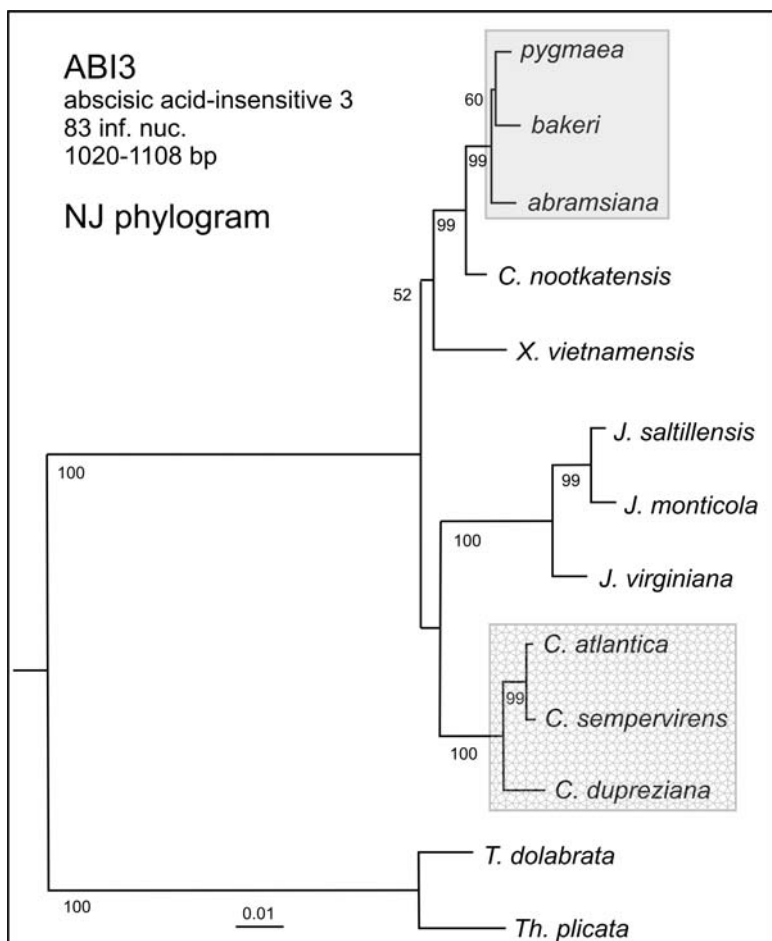 ABI3
abscisic acid-insensitive 3
83 inf. nuc.
1020-1108 bp
NJ phylogram
pygmaea
60
bakeri
99
abramsiana
99
C. nootkatensis
52
X. vietnamensis
J. saltillensis
100
99
J. monticola
100
J. virginiana
C. atlantica
99
C. sempervirens
100
C. dupreziana
T. dolabrata
100
0.01
Th. plicata